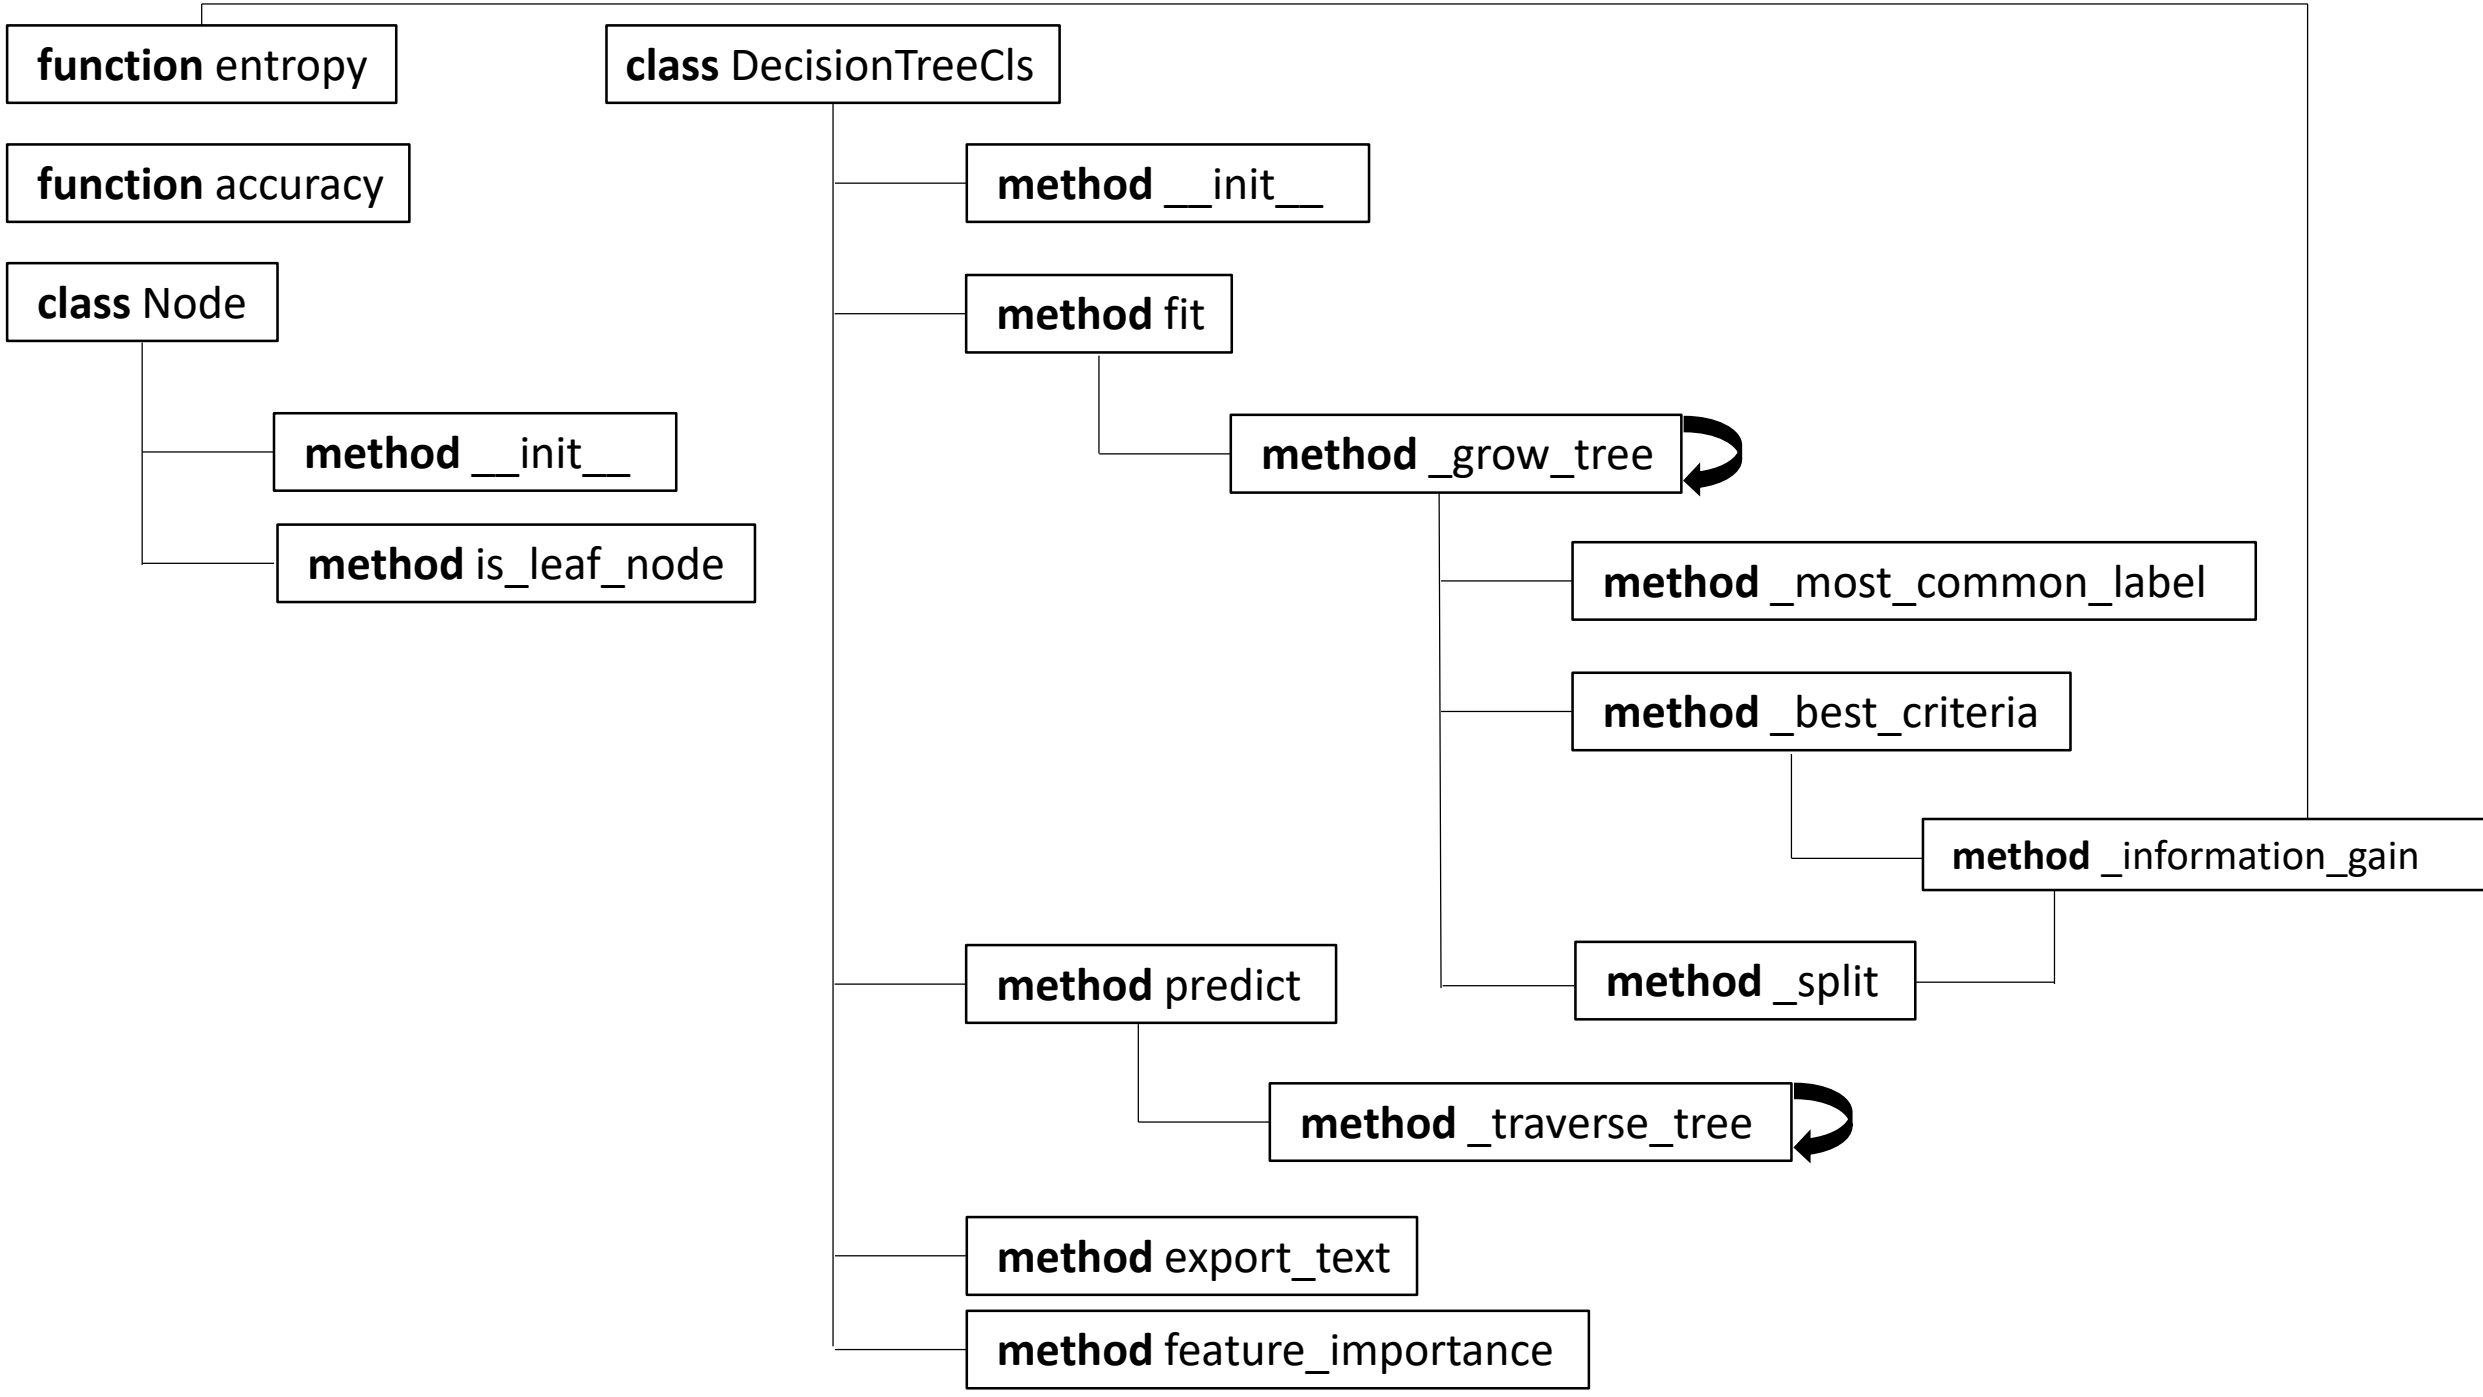 function entropy
function accuracy
class Node
method __init__
method is_leaf_node
class DecisionTreeCls
method __init__
method fit
method _grow_tree
method _most_common_label
method _best_criteria
method _information_gain
method _split
method predict
method _traverse_tree
method export_text
method feature_importance